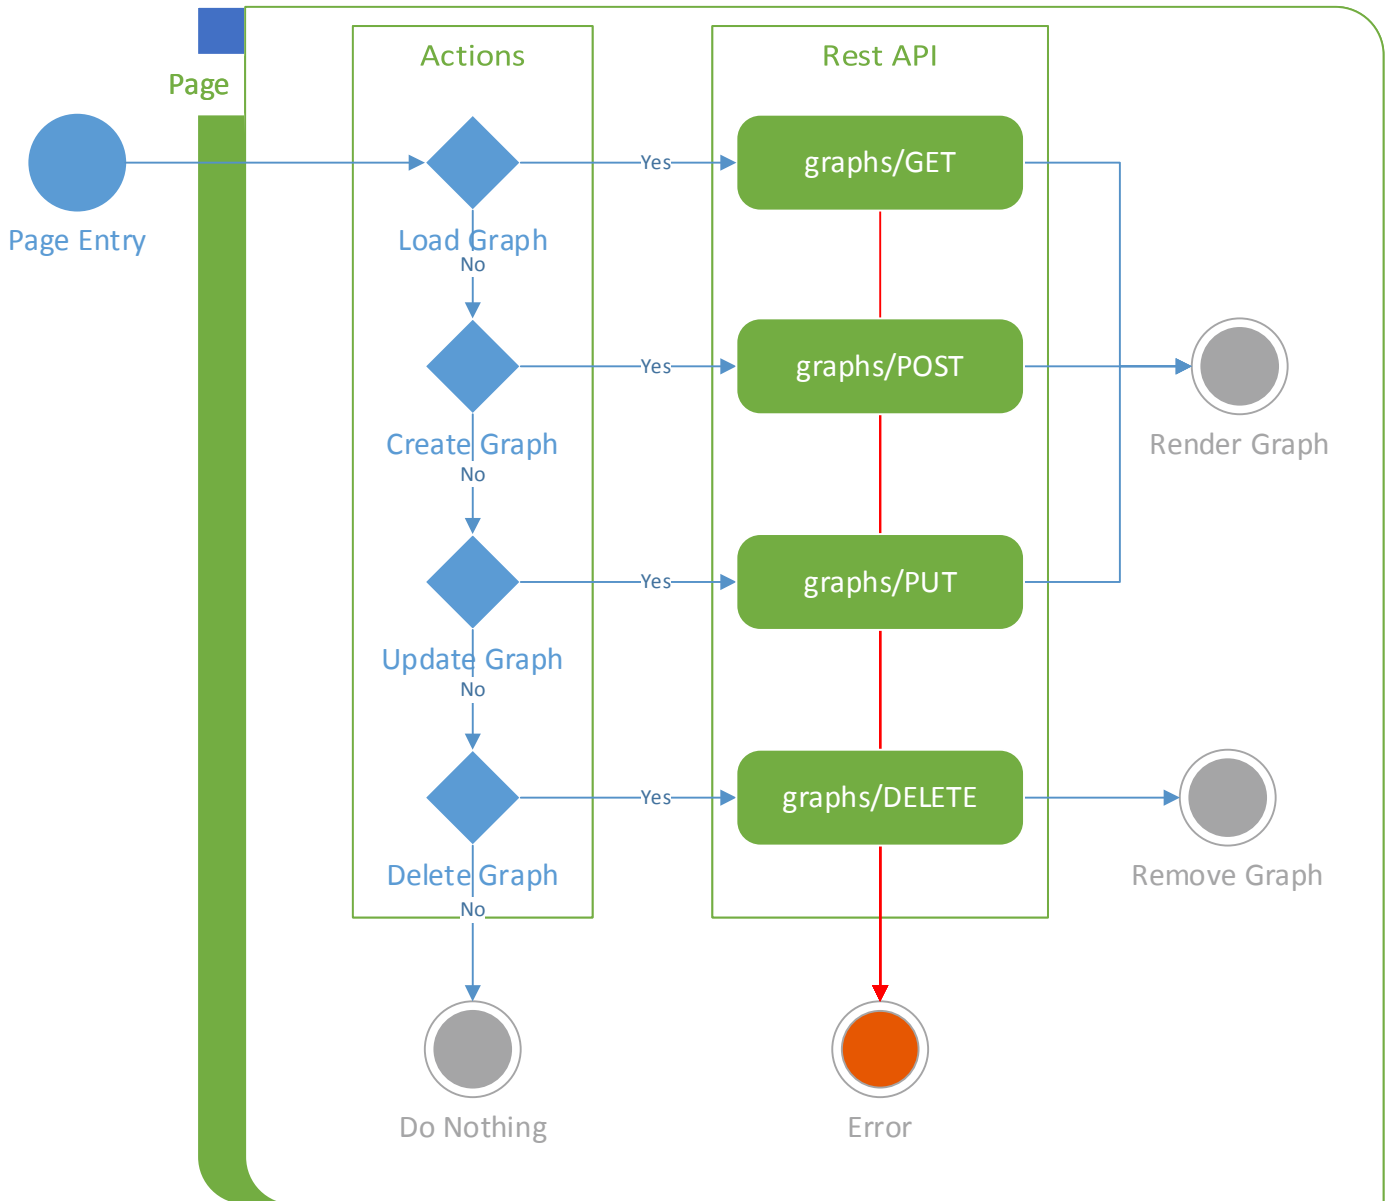 Actions
Rest API
Page
graphs/GET
Yes
Page Entry
Load Graph
No
graphs/POST
Yes
Create Graph
Render Graph
No
graphs/PUT
Yes
Update Graph
No
graphs/DELETE
Yes
Delete Graph
Remove Graph
No
Do Nothing
Error